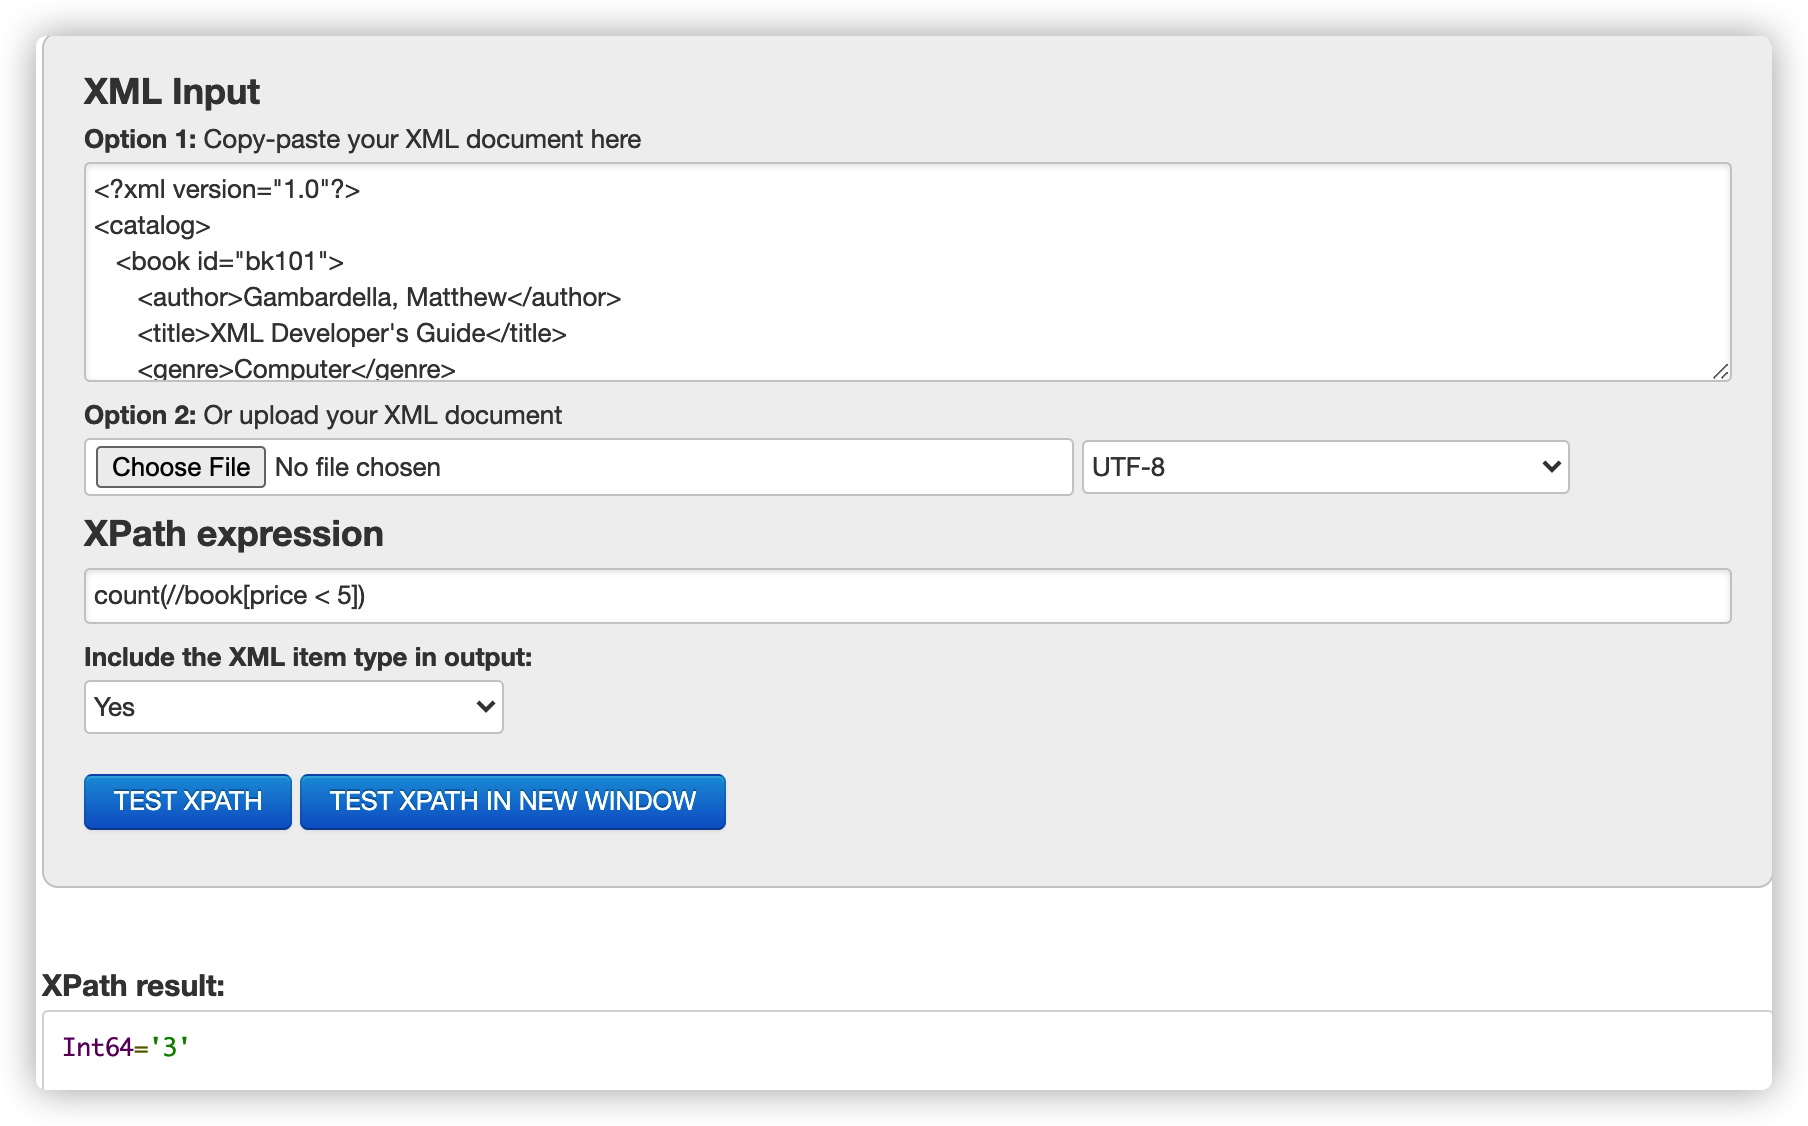 XML Input
Option 1: Copy-paste your XML document here
<?xml version="1.0"?>
<catalog>
<book id="bk101">
<author>Gambardella, Matthew</author>
<title>XML Developer's Guide</title>
<genre>Computer</genre>
Option 2: Or upload your XML document
Choose File No file chosen UTF-8
XPath expression
count(//book[price < 5])
Include the XML item type in output:
Yes
TEST XPATH TEST XPATH IN NEW WINDOW
XPath result:
Int64='3'